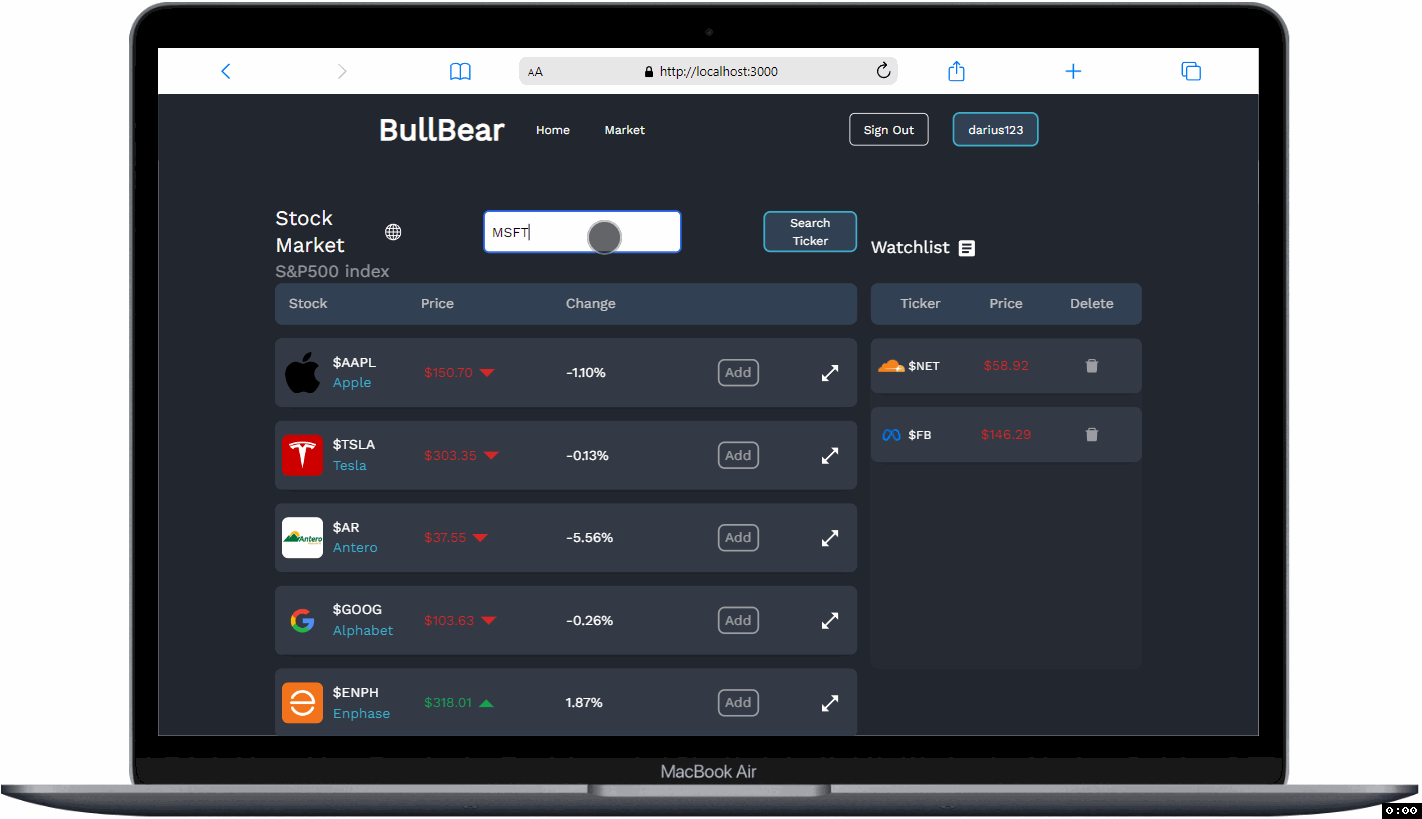 AA http://localhost:3000
BullBear Home Market Sign Out darius123
Stock
Market
S&P500 index
MSFT
Search
Ticker
Watchlist
Stock Price Change
Ticker Price Delete
$AAPL
Apple
$150.70 -1.10% Add
$TSLA
Tesla
$303.35 -0.13% Add
Antero
$AR
Antero
$37.55 -5.56% Add
$GOOG
Alphabet
$103.63 -0.26% Add
$ENPH
Enphase
$318.01 1.87% Add
$NET $58.92
$FB $146.29
MacBook Air
0:00